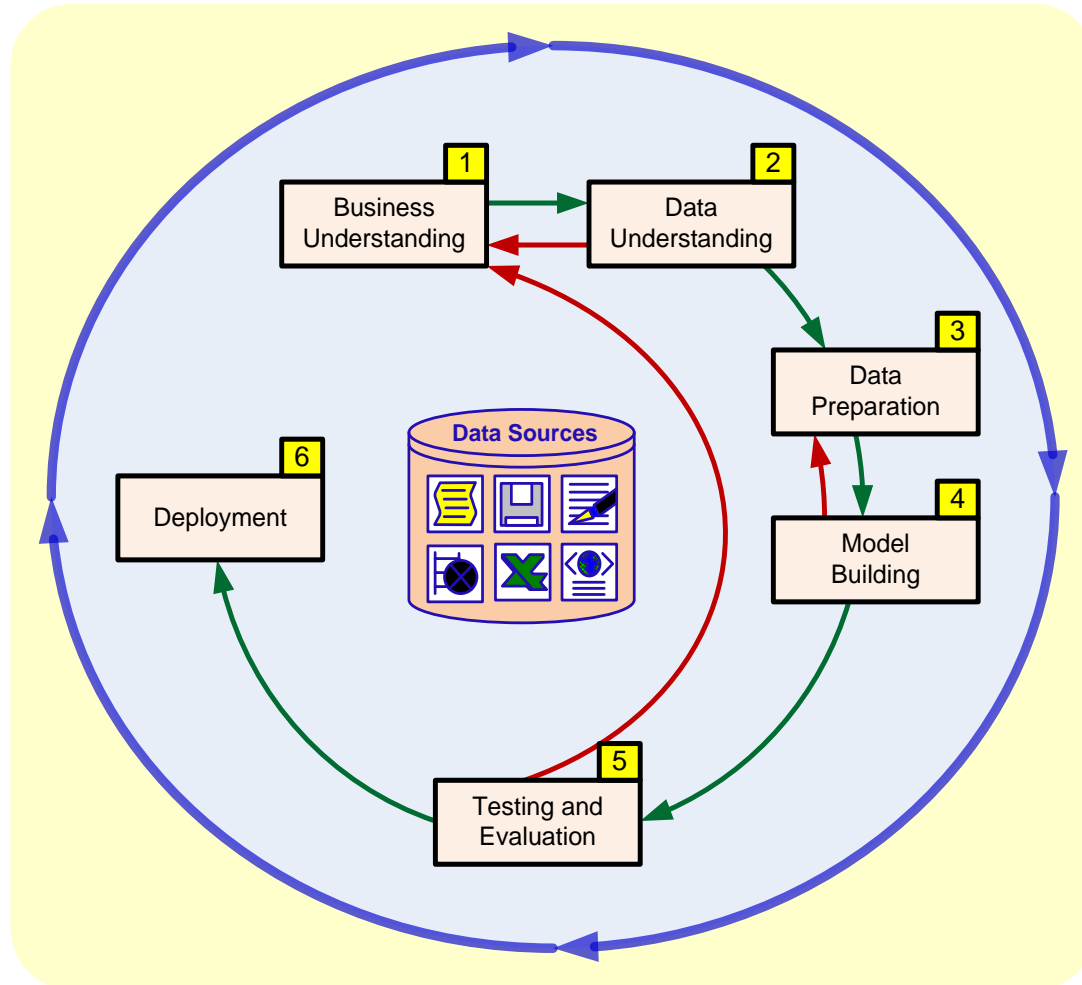 1
Business
Understanding
2
Data
Understanding
3
Data
Preparation
4
Model
Building
5
Testing and
Evaluation
6
Deployment
Data Sources